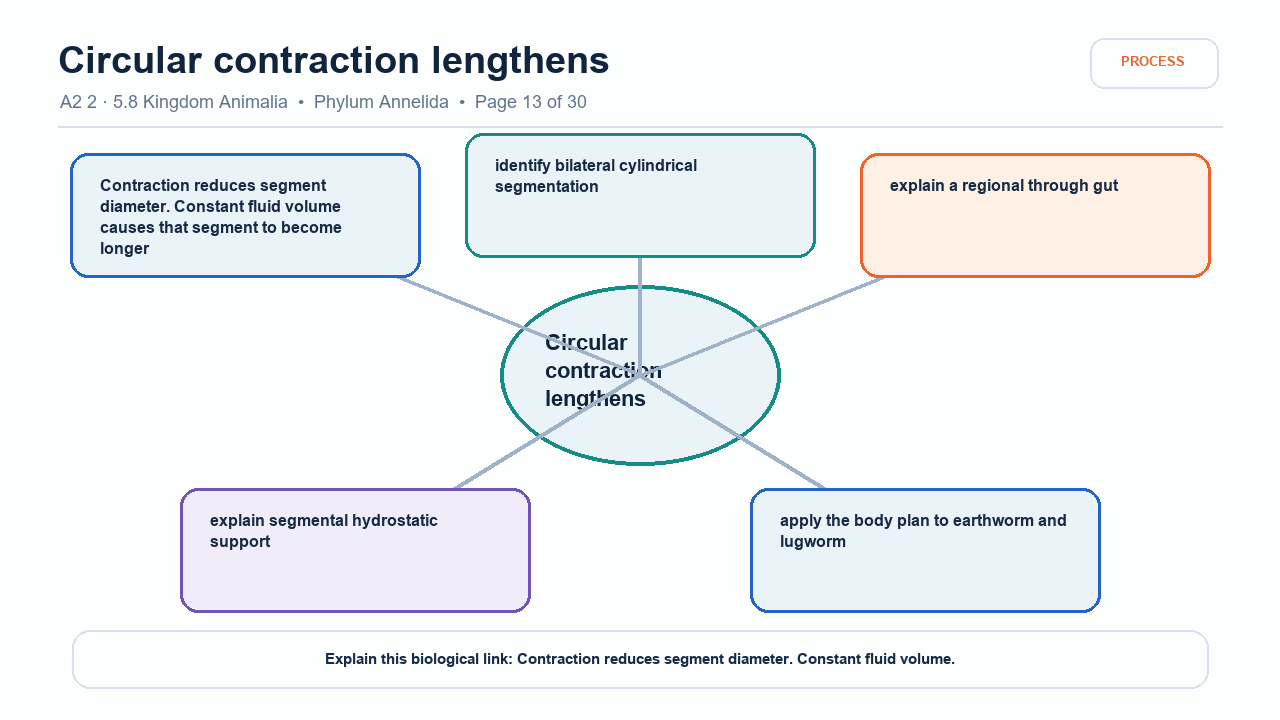 Circular contraction lengthens
PROCESS
A2 2 · 5.8 Kingdom Animalia • Phylum Annelida • Page 13 of 30
Contraction reduces segment
diameter. Constant fluid volume
causes that segment to become
longer
identify bilateral cylindrical
segmentation
explain a regional through gut
Circular
contraction
lengthens
explain segmental hydrostatic
support
apply the body plan to earthworm and
lugworm
Explain this biological link: Contraction reduces segment diameter. Constant fluid volume.